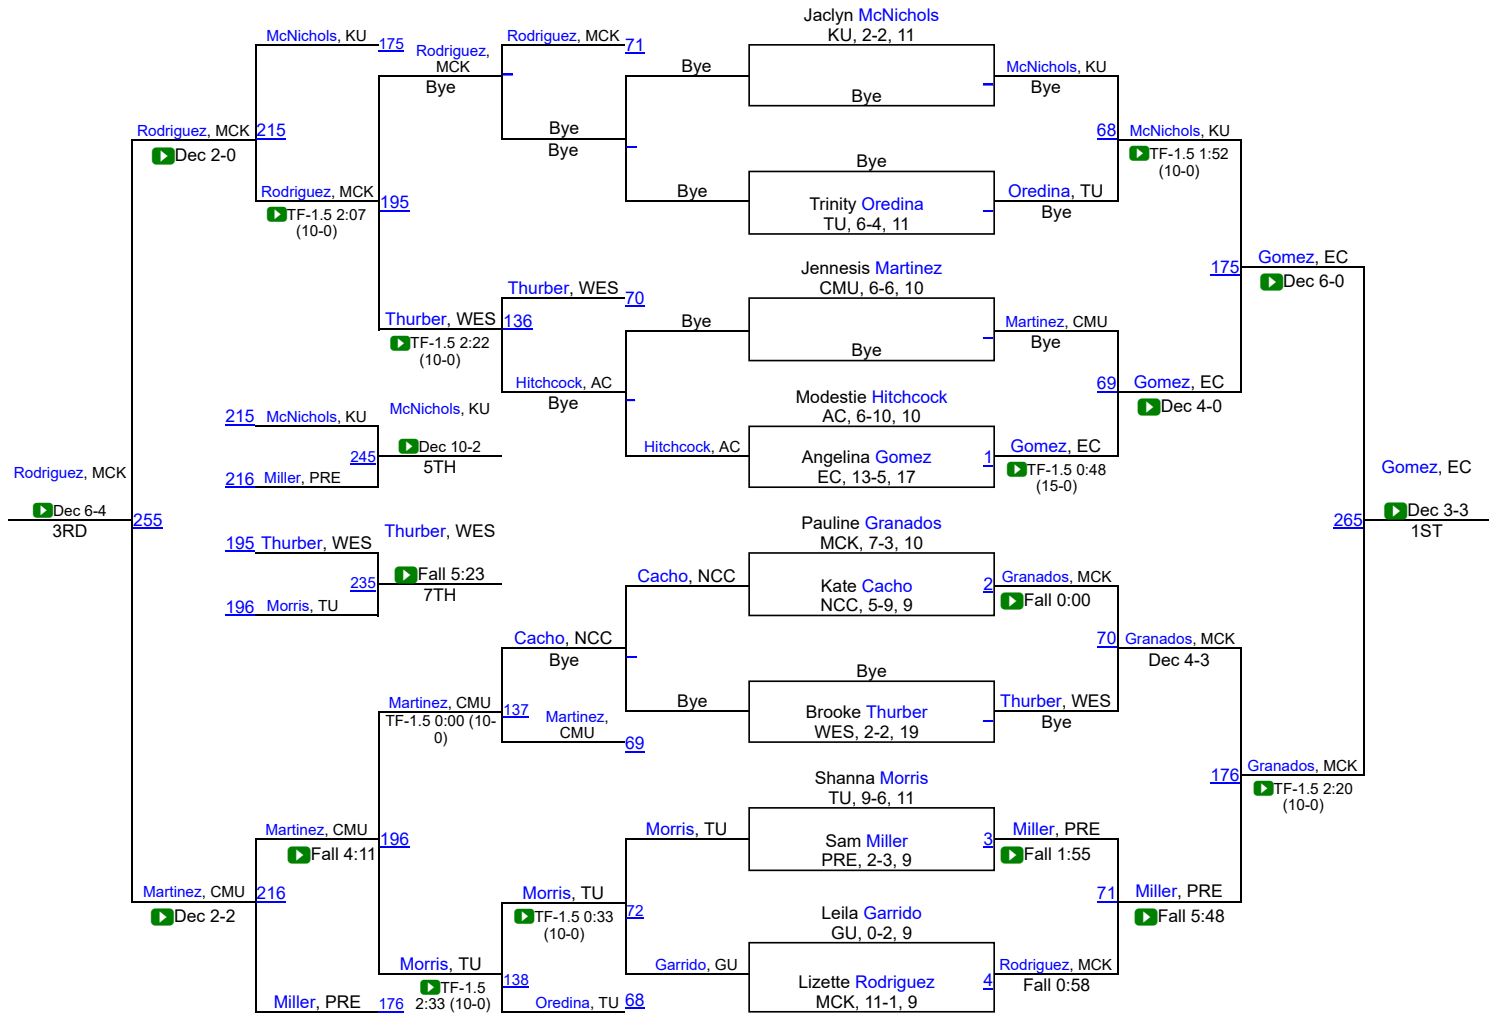 Jaclyn McNichols
KU, 2-2, 11
Bye
Bye
Trinity Oredina
TU, 6-4, 11
Jennesis Martinez
CMU, 6-6, 10
Bye
Modestie Hitchcock
AC, 6-10, 10
Angelina Gomez
EC, 13-5, 17
1
Pauline Granados
MCK, 7-3, 10
Kate Cacho
NCC, 5-9, 9
2
Bye
Brooke Thurber
WES, 2-2, 19
Shanna Morris
TU, 9-6, 11
Sam Miller
PRE, 2-3, 9
3
Leila Garrido
GU, 0-2, 9
Lizette Rodriguez
MCK, 11-1, 9
4
McNichols, KU
Bye
Oredina, TU
Bye
Martinez, CMU
Bye
Gomez, EC
TF-1.5 0:48
(15-0)
Granados, MCK
Fall 0:00
Thurber, WES
Bye
Miller, PRE
Fall 1:55
Rodriguez, MCK
Fall 0:58
68
McNichols, KU
TF-1.5 1:52
(10-0)
69
Gomez, EC
Dec 4-0
70
Granados, MCK
Dec 4-3
71
Miller, PRE
Fall 5:48
175
Gomez, EC
Dec 6-0
176
Granados, MCK
TF-1.5 2:20
(10-0)
Gomez, EC
265
Dec 3-3
1ST
Bye
Bye
Bye
Hitchcock, AC
Cacho, NCC
Bye
Morris, TU
72
Garrido, GU
Rodriguez, MCK
71
Bye
Bye
Thurber, WES
70
Hitchcock, AC
Bye
Cacho, NCC
Bye
Martinez,
CMU
69
Morris, TU
TF-1.5 0:33
(10-0)
Oredina, TU
68
Rodriguez,
MCK
Bye
Thurber, WES
136
TF-1.5 2:22
(10-0)
Martinez, CMU
137
TF-1.5 0:00 (10-
0)
Morris, TU
138
TF-1.5
2:33 (10-0)
McNichols, KU
175
Rodriguez, MCK
195
TF-1.5 2:07
(10-0)
Martinez, CMU
196
Fall 4:11
Miller, PRE
176
Rodriguez, MCK
215
Dec 2-0
Martinez, CMU
216
Dec 2-2
Rodriguez, MCK
Dec 6-4
255
3RD
215
McNichols, KU
McNichols, KU
245
Dec 10-2
5TH
216
Miller, PRE
195
Thurber, WES
Thurber, WES
235
Fall 5:23
7TH
196
Morris, TU